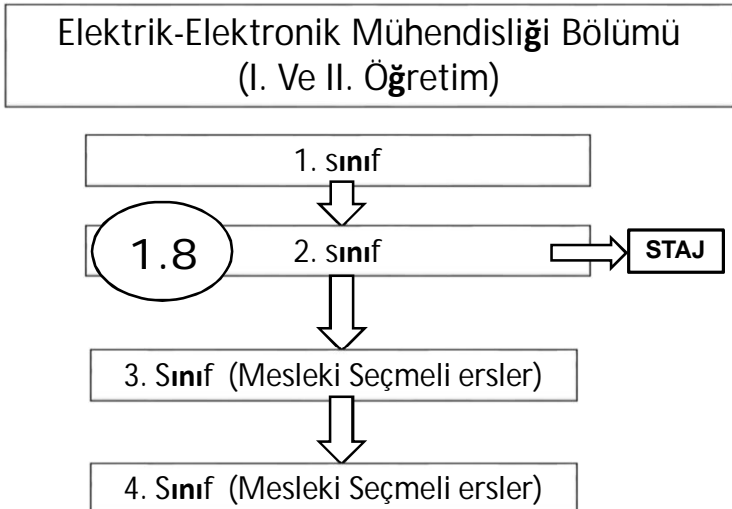 Elektrik-Elektronik Mühendisliği Bölümü
(I. Ve II. Öğretim)
1. sınıf
1.8
2. sınıf
STAJ
3. Sınıf (Mesleki Seçmeli ersler)
4. Sınıf (Mesleki Seçmeli ersler)